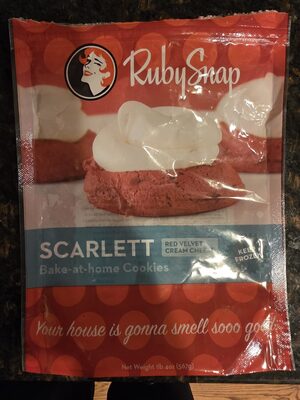 RubySnap
SCARLETT
RED VELVET
CREAM CHEESE
KEEP
FROZEN
Bake-at-home Cookies
Your house is gonna smell sooo good
Net Weight 1lb 4oz (567g)